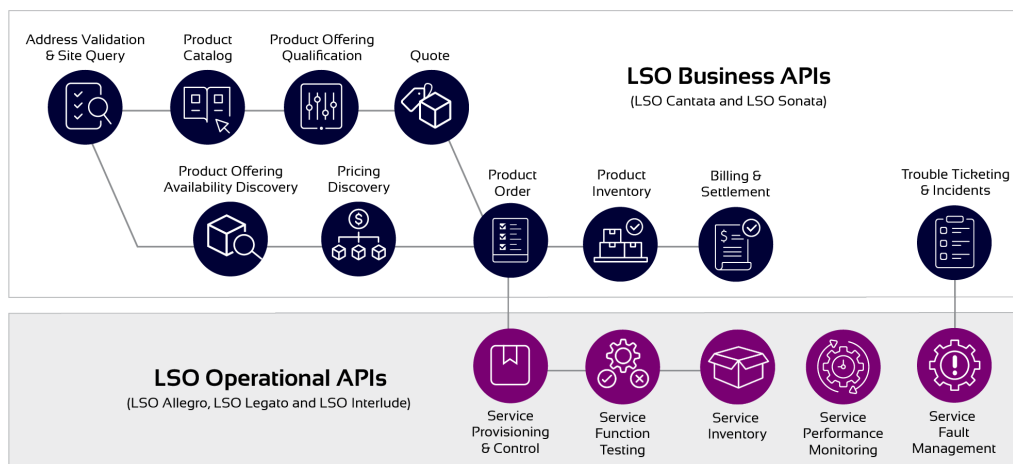 Address Validation
& Site Query
Product
Catalog
Product Offering
Qualification
Quote
LSO Business APIs
(LSO Cantata and LSO Sonata)
Product Offering
Availability Discovery
Pricing
Discovery
Product
Order
Product
Inventory
Billing &
Settlement
Trouble Ticketing
& Incidents
$
$
LSO Operational APIs
(LSO Allegro, LSO Legato and LSO Interlude)
Service
Provisioning
& Control
Service
Function
Testing
Service
Inventory
Service
Performance
Monitoring
Service
Fault
Management